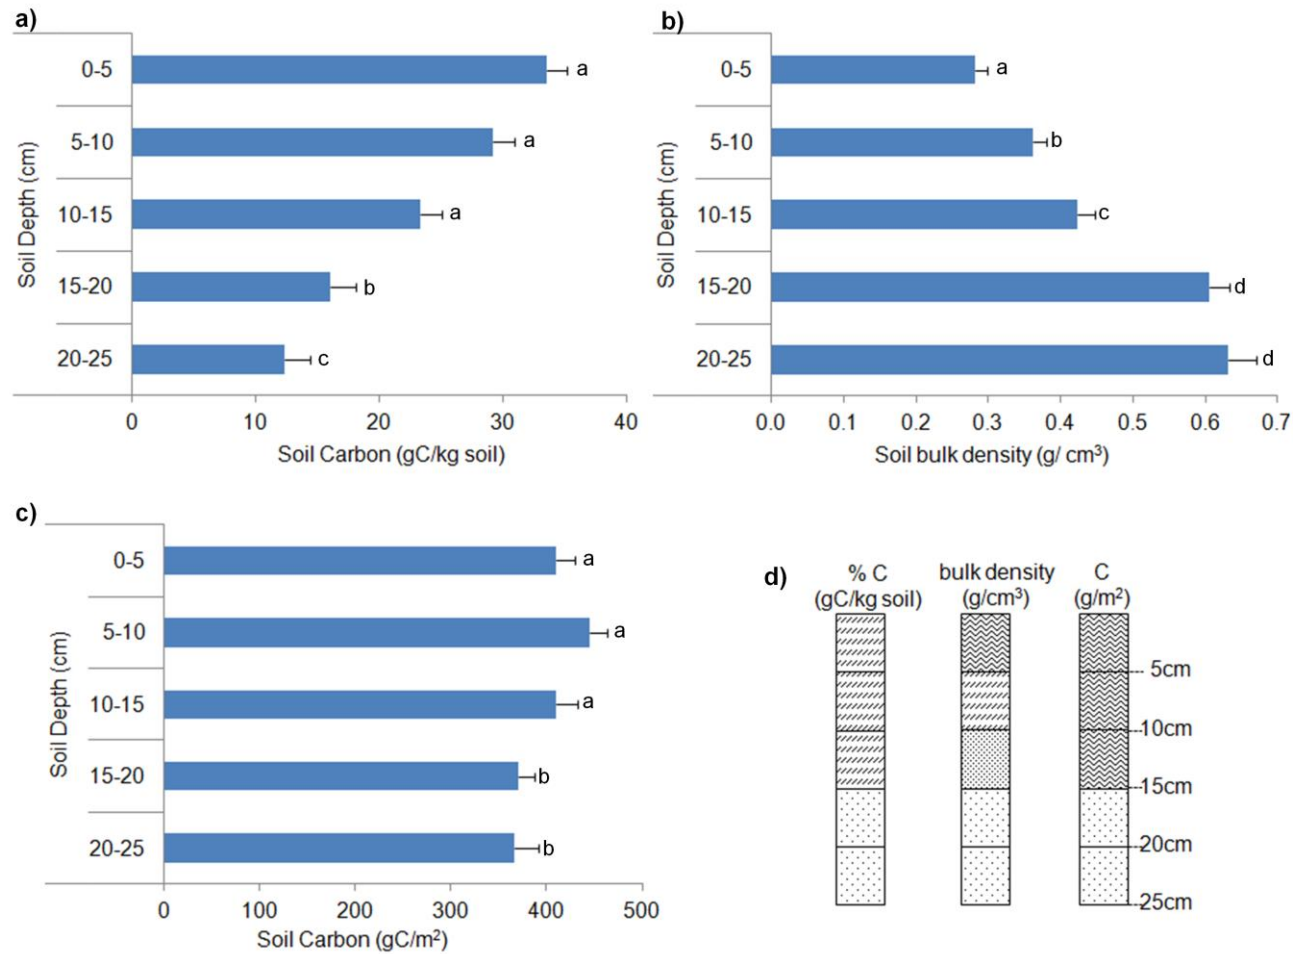 a)
Soil Depth (cm)
0-5
a
5-10
a
10-15
a
15-20
b
20-25
c
0 10 20 30 40
Soil Carbon (gC/kg soil)
b)
Soil Depth (cm)
0-5
a
5-10
b
10-15
c
15-20
d
20-25
d
0.0 0.1 0.2 0.3 0.4 0.5 0.6 0.7
Soil bulk density (g/ cm³)
c)
Soil Depth (cm)
0-5
a
5-10
a
10-15
a
15-20
b
20-25
b
0 100 200 300 400 500
Soil Carbon (gC/m²)
d)
% C
(gC/kg soil)
bulk density
(g/cm³)
C
(g/m²)
5cm
10cm
15cm
20cm
25cm